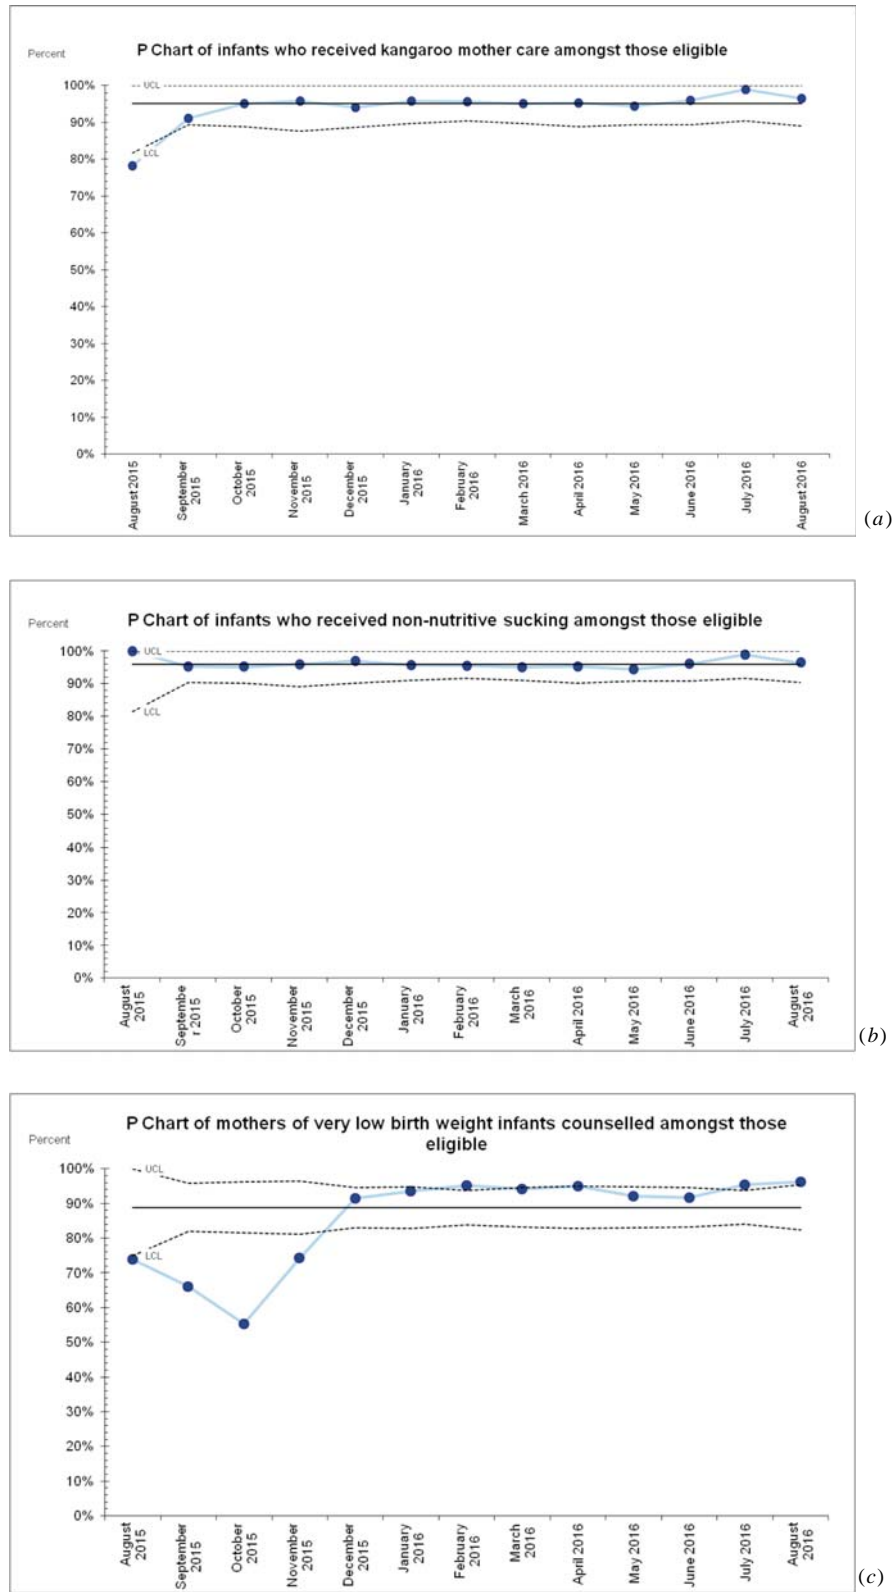 P Chart of infants who received kangaroo mother care amongst those eligible
Percent
100%
90%
80%
70%
60%
50%
40%
30%
20%
10%
0%
UCL
LCL
August 2015
September
2015
October
2015
November
2015
December
2015
January
2016
February
2016
March 2016
April 2016
May 2016
June 2016
July 2016
August 2016
(a)
P Chart of infants who received non-nutritive sucking amongst those eligible
Percent
100%
90%
80%
70%
60%
50%
40%
30%
20%
10%
0%
UCL
LCL
August
2015
Septembe
r 2015
October
2015
November
2015
December
2015
January
2016
February
2016
March
2016
April 2016
May 2016
June 2016
July 2016
August
2016
(b)
P Chart of mothers of very low birth weight infants counselled amongst those
eligible
Percent
100%
90%
80%
70%
60%
50%
40%
30%
20%
10%
0%
UCL
LCL
August
2015
September
2015
October
2015
November
2015
December
2015
January
2016
February
2016
March
2016
April 2016
May 2016
June 2016
July 2016
August
2016
(c)